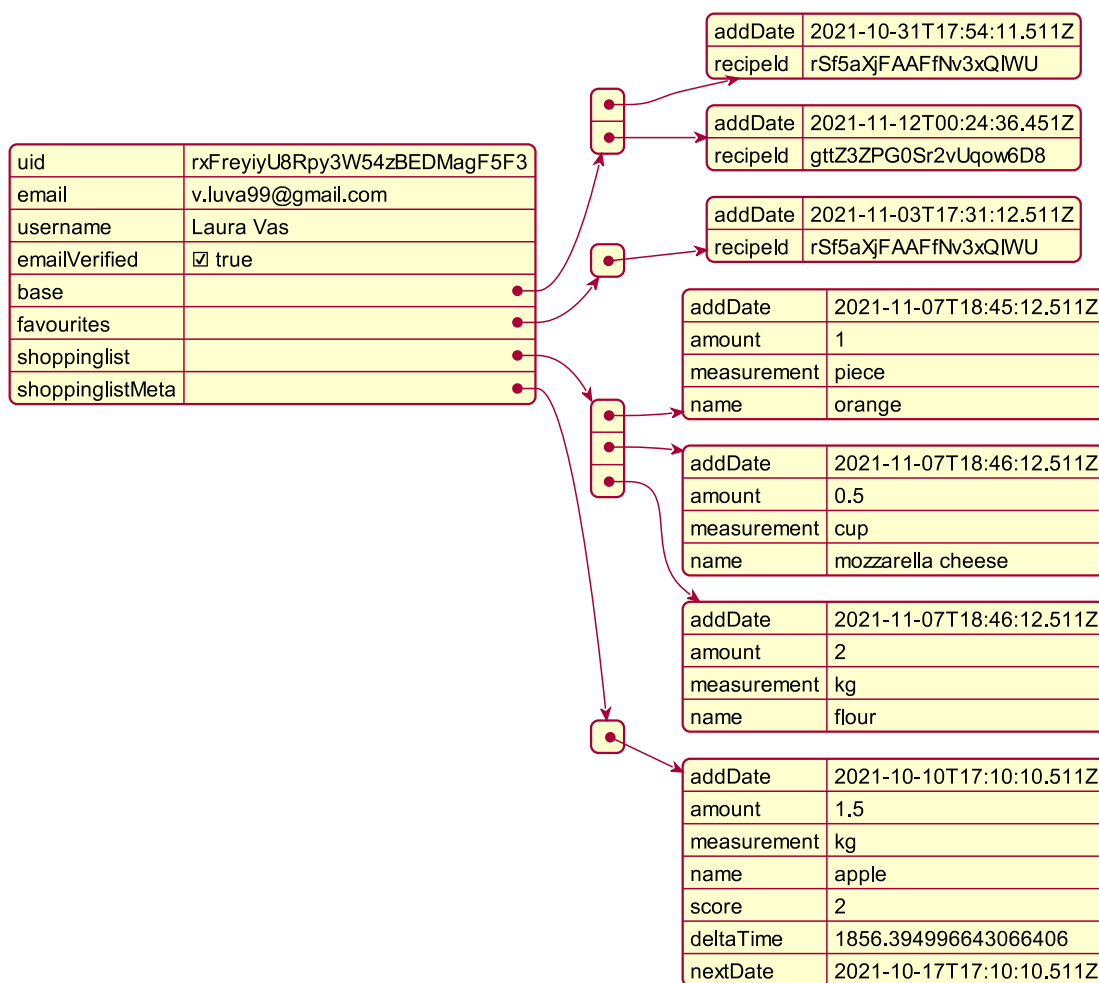 uid rxFreyiyU8Rpy3W54zBEDMagF5F3
email v.luva99@gmail.com
username Laura Vas
emailVerified ☑ true
base
favourites
shoppinglist
shoppinglistMeta
addDate 2021-10-31T17:54:11.511Z
recipeId rSf5aXjFAAFfNv3xQlWU
addDate 2021-11-12T00:24:36.451Z
recipeId gttZ3ZPG0Sr2vUqow6D8
addDate 2021-11-03T17:31:12.511Z
recipeId rSf5aXjFAAFfNv3xQlWU
addDate 2021-11-07T18:45:12.511Z
amount 1
measurement piece
name orange
addDate 2021-11-07T18:46:12.511Z
amount 0.5
measurement cup
name mozzarella cheese
addDate 2021-11-07T18:46:12.511Z
amount 2
measurement kg
name flour
addDate 2021-10-10T17:10:10.511Z
amount 1.5
measurement kg
name apple
score 2
deltaTime 1856.394996643066406
nextDate 2021-10-17T17:10:10.511Z